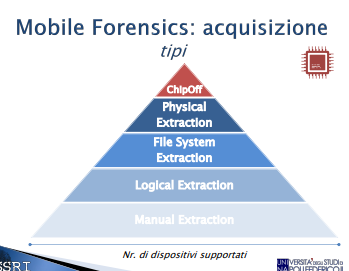 Mobile Forensics: acquisizione
tipi
ChipOff
Physical
Extraction
File System
Extraction
Logical Extraction
Manual Extraction
Nr. di dispositivi supportati
SSRI
UNIVERSITÀ DEGLI STUDI DI
NAPOLI FEDERICO II